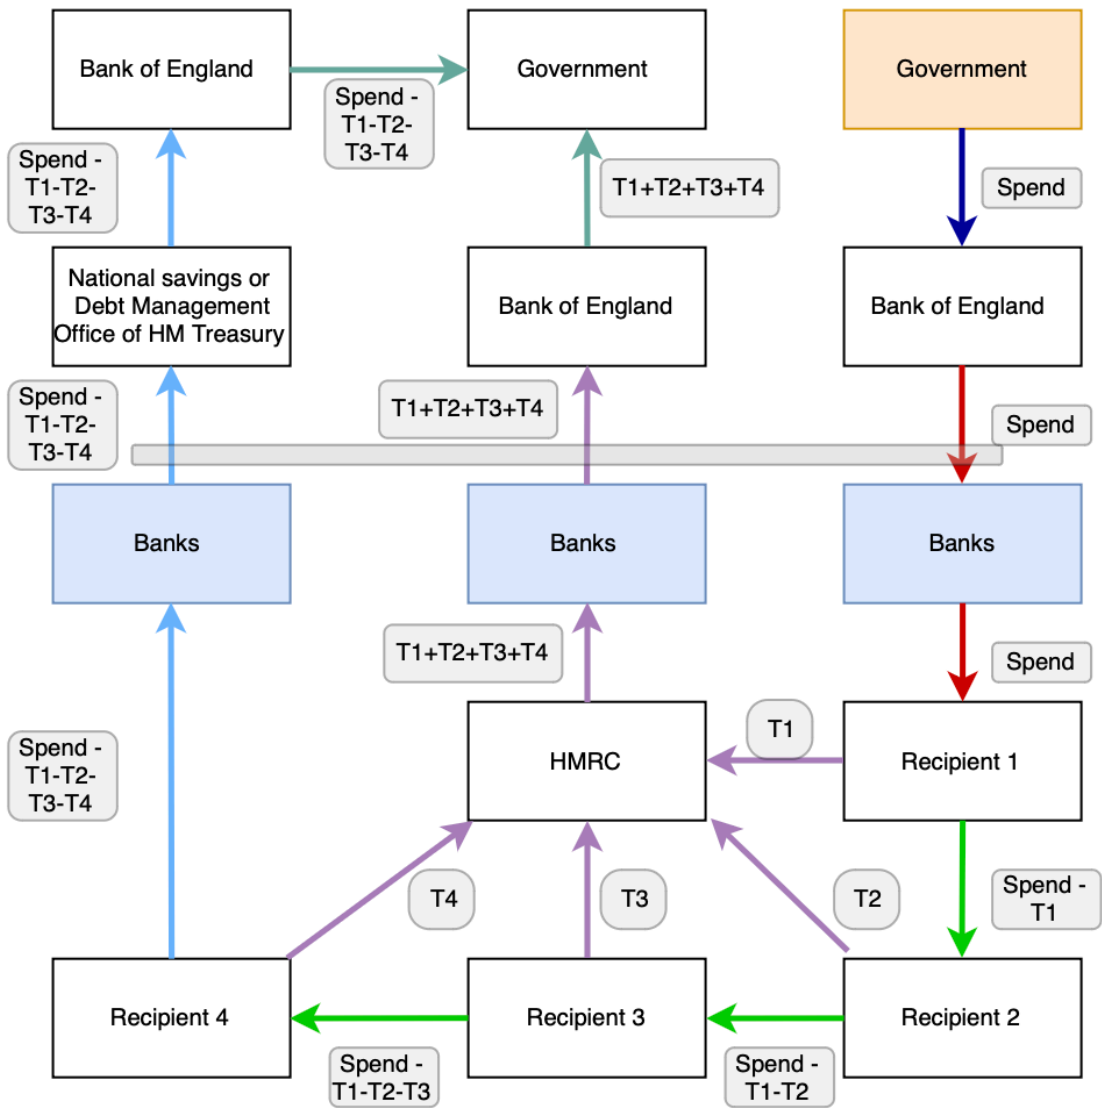 Bank of England
Government
Government
Spend -
T1-T2-
T3-T4
Spend -
T1-T2-
T3-T4
T1+T2+T3+T4
Spend
National savings or
Debt Management
Office of HM Treasury
Bank of England
Bank of England
Spend -
T1-T2-
T3-T4
T1+T2+T3+T4
Spend
Banks
Banks
Banks
T1+T2+T3+T4
Spend
Spend -
T1-T2-
T3-T4
HMRC
T1
Recipient 1
T4
T3
T2
Spend -
T1
Recipient 4
Recipient 3
Recipient 2
Spend -
T1-T2-T3
Spend -
T1-T2